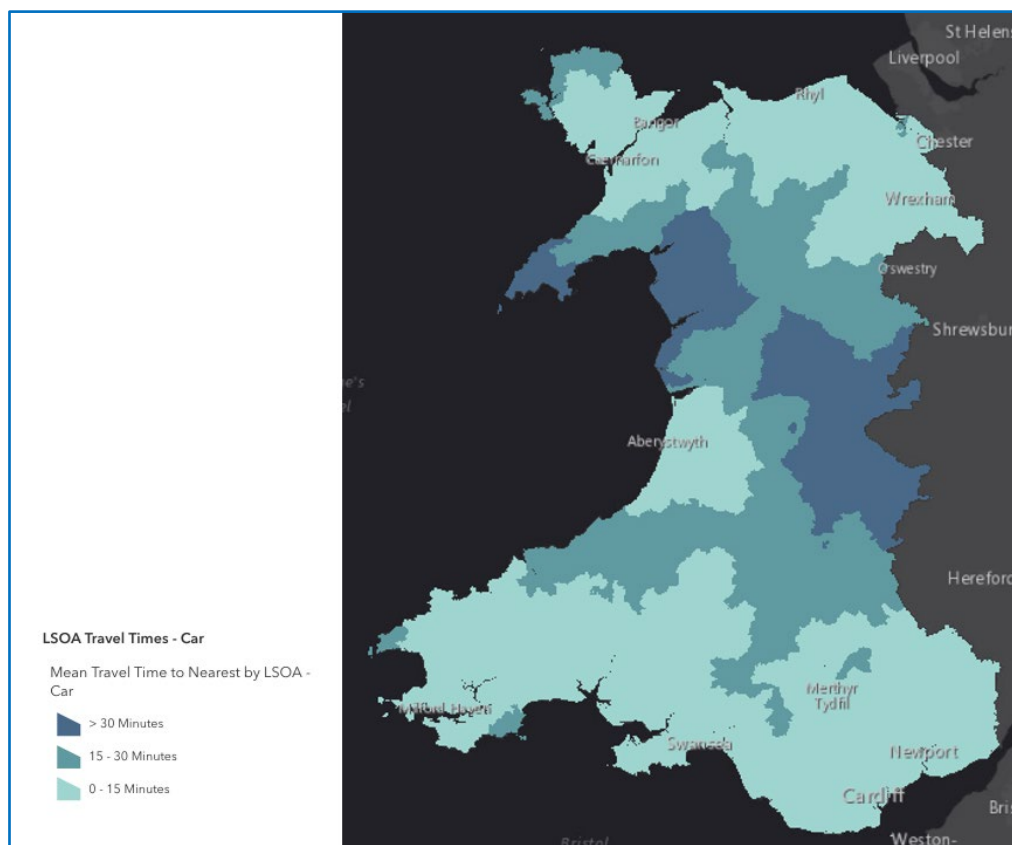 St Helens
Liverpool
Rhyl
Bangor
Chester
Caernarfon
Wrexham
Oswestry
Shrewsbur
Aberystwyth
Hereford
LSOA Travel Times - Car
Mean Travel Time to Nearest by LSOA -
Car
> 30 Minutes
15 - 30 Minutes
0 - 15 Minutes
Milford Haven
Merthyr
Tydfil
Swansea
Newport
Cardiff
Bris
Bristol
Weston-